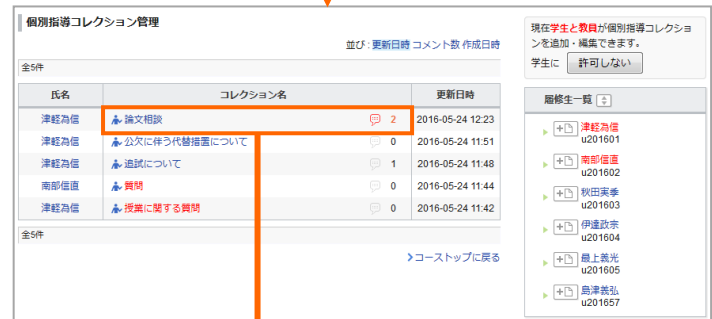 個別指導コレクション管理
並び : 更新日時 コメント数 作成日時
全5件
氏名 コレクション名 更新日時
津軽為信 論文相談 2 2016-05-24 12:23
津軽為信 公欠に伴う代替措置について 0 2016-05-24 11:51
津軽為信 追試について 1 2016-05-24 11:48
南部信直 質問 0 2016-05-24 11:44
津軽為信 授業に関する質問 0 2016-05-24 11:42
全5件
コーストップに戻る
現在学生と教員が個別指導コレクショ
ンを追加・編集できます。
学生に 許可しない
履修生一覧
津軽為信
u201601
南部信直
u201602
秋田実季
u201603
伊達政宗
u201604
最上義光
u201605
島津義弘
u201657